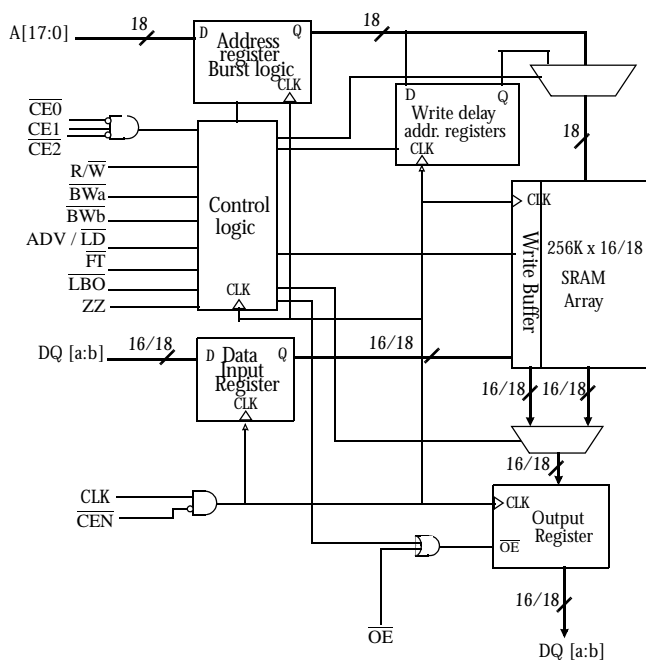 A[17:0]
18
D
Q
Address
register
Burst logic
CLK
18
D
Q
Write delay
addr. registers
CLK
18
CE0
CE1
CE2
R/W
BWa
BWb
ADV / LD
FT
LBO
ZZ
Control
logic
CLK
CLK
Write Buffer
256K x 16/18
SRAM
Array
DQ [a:b]
16/18
D
Q
Data
Input
Register
CLK
16/18
16/18
16/18
16/18
CLK
CEN
CLK
Output
Register
OE
OE
16/18
DQ [a:b]